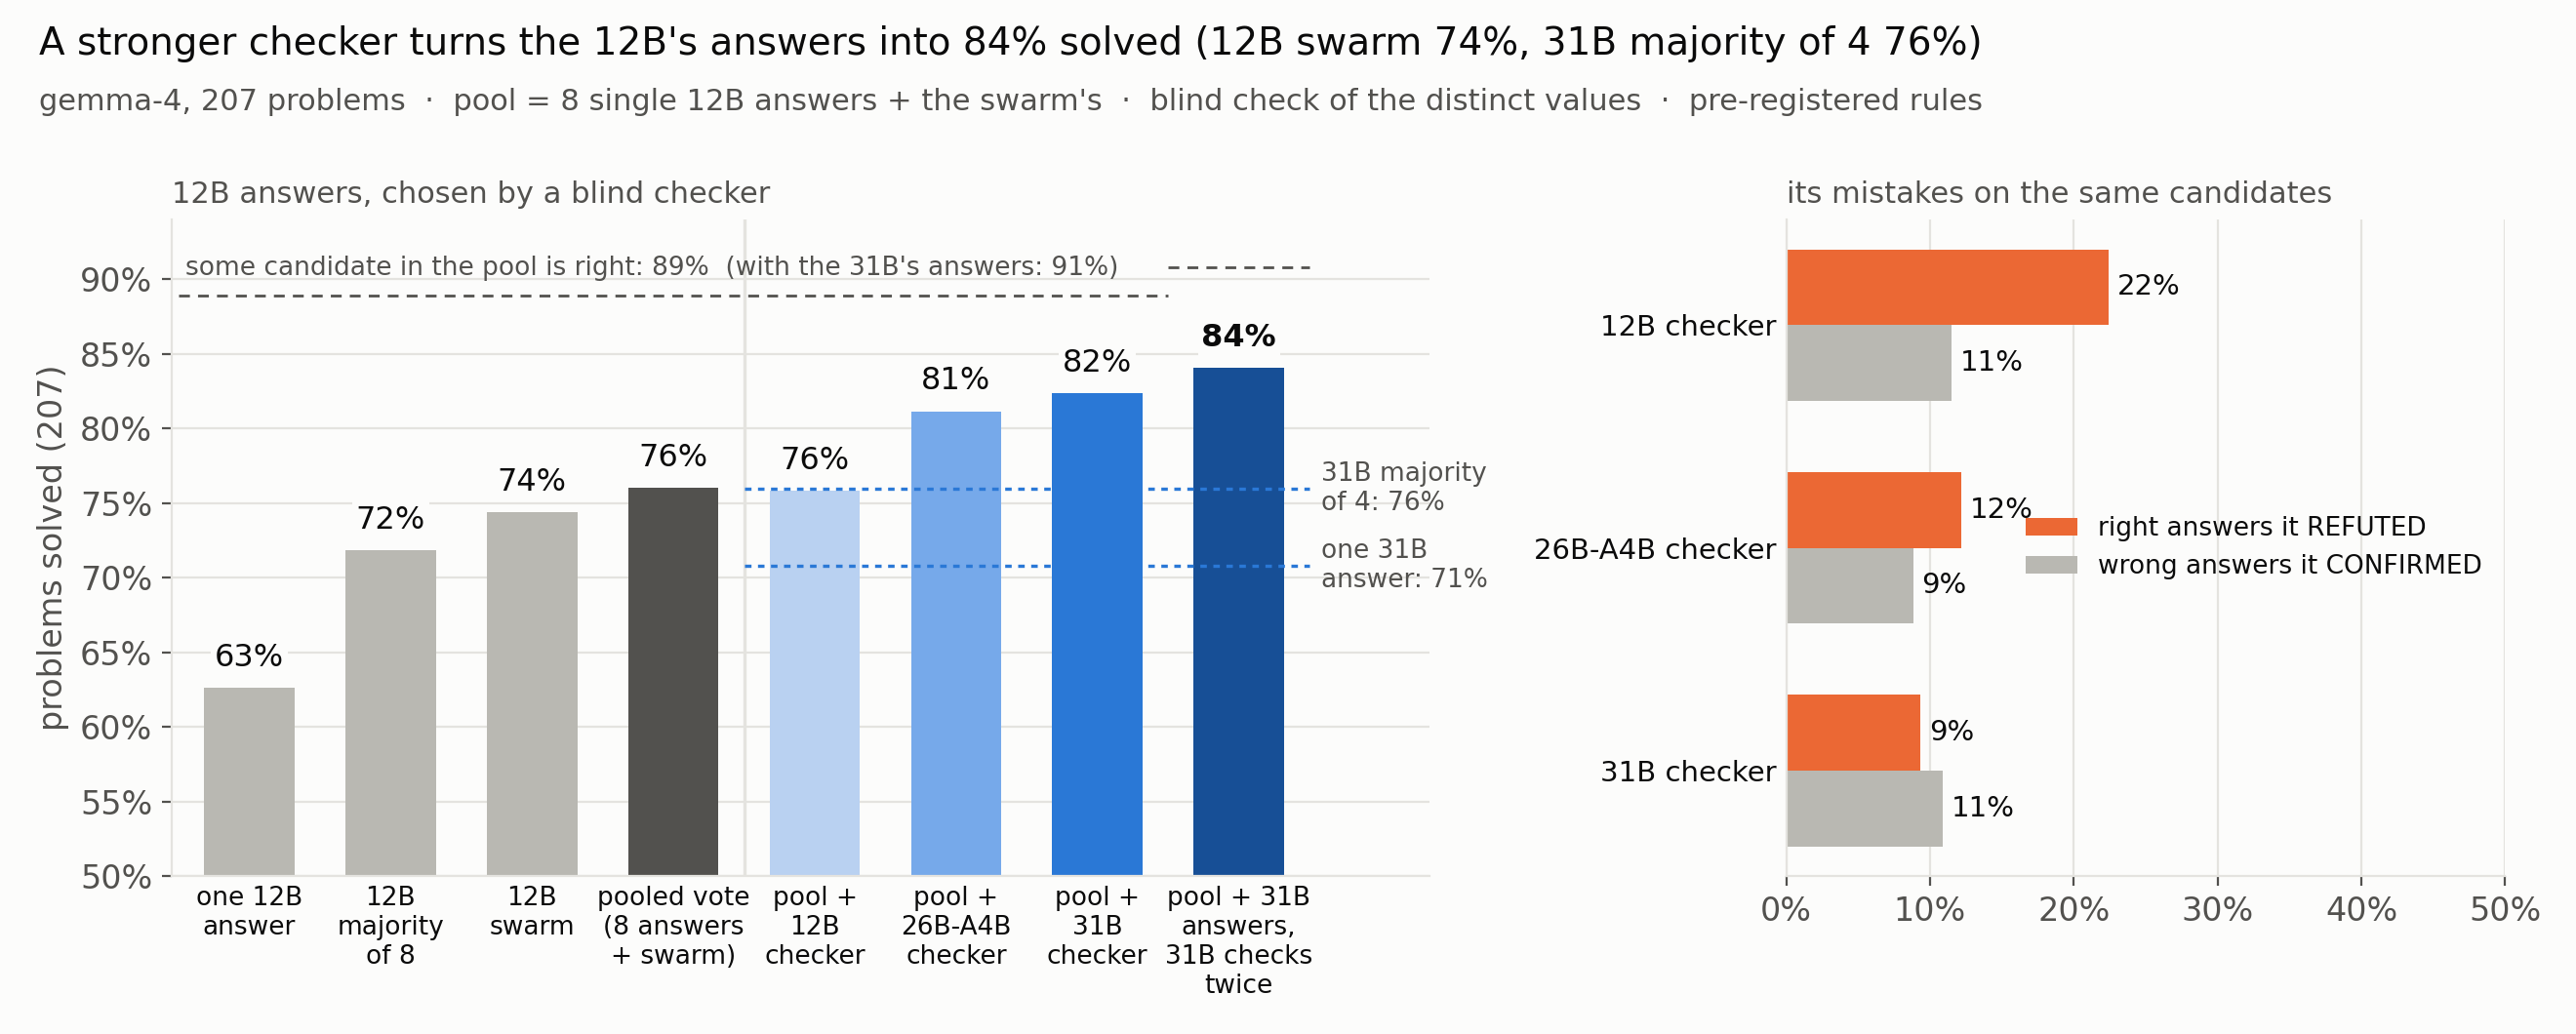 A stronger checker turns the 12B's answers into 84% solved (12B swarm 74%, 31B majority of 4 76%)
gemma-4, 207 problems · pool = 8 single 12B answers + the swarm's · blind check of the distinct values · pre-registered rules
12B answers, chosen by a blind checker
some candidate in the pool is right: 89% (with the 31B's answers: 91%)
problems solved (207)
90%
85%
80%
75%
70%
65%
60%
55%
50%
63%
72%
74%
76%
76%
81%
82%
84%
31B majority
of 4: 76%
one 31B
answer: 71%
one 12B
answer
12B
majority
of 8
12B
swarm
pooled vote
(8 answers
+ swarm)
pool +
12B
checker
pool +
26B-A4B
checker
pool +
31B
checker
pool + 31B
answers,
31B checks
twice
its mistakes on the same candidates
12B checker
22%
11%
26B-A4B checker
12%
9%
right answers it REFUTED
wrong answers it CONFIRMED
31B checker
9%
11%
0%
10%
20%
30%
40%
50%